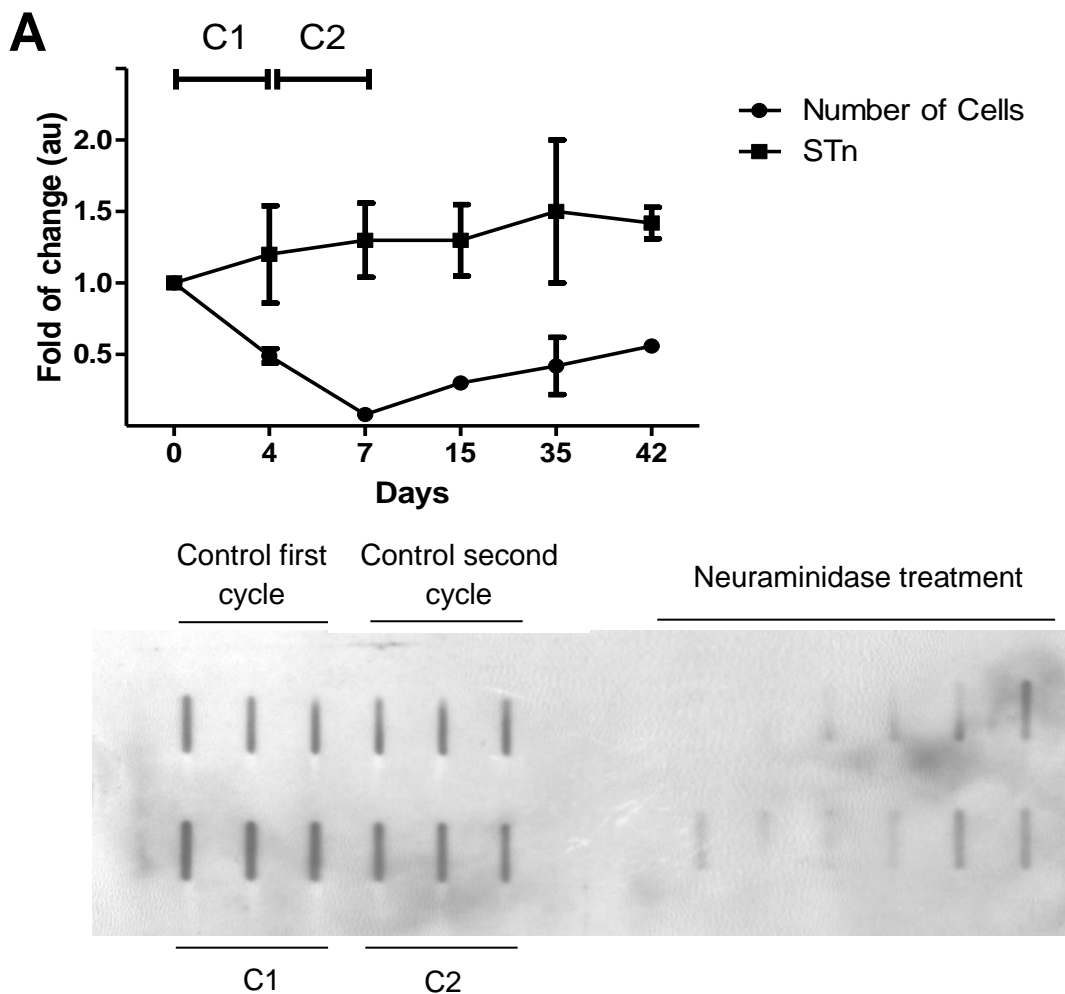 A
C1 C2
Number of Cells
STn
Fold of change (au)
2.0
1.5
1.0
0.5
0 4 7 15 35 42
Days
Control first
cycle
Control second
cycle
Neuraminidase treatment
C1 C2